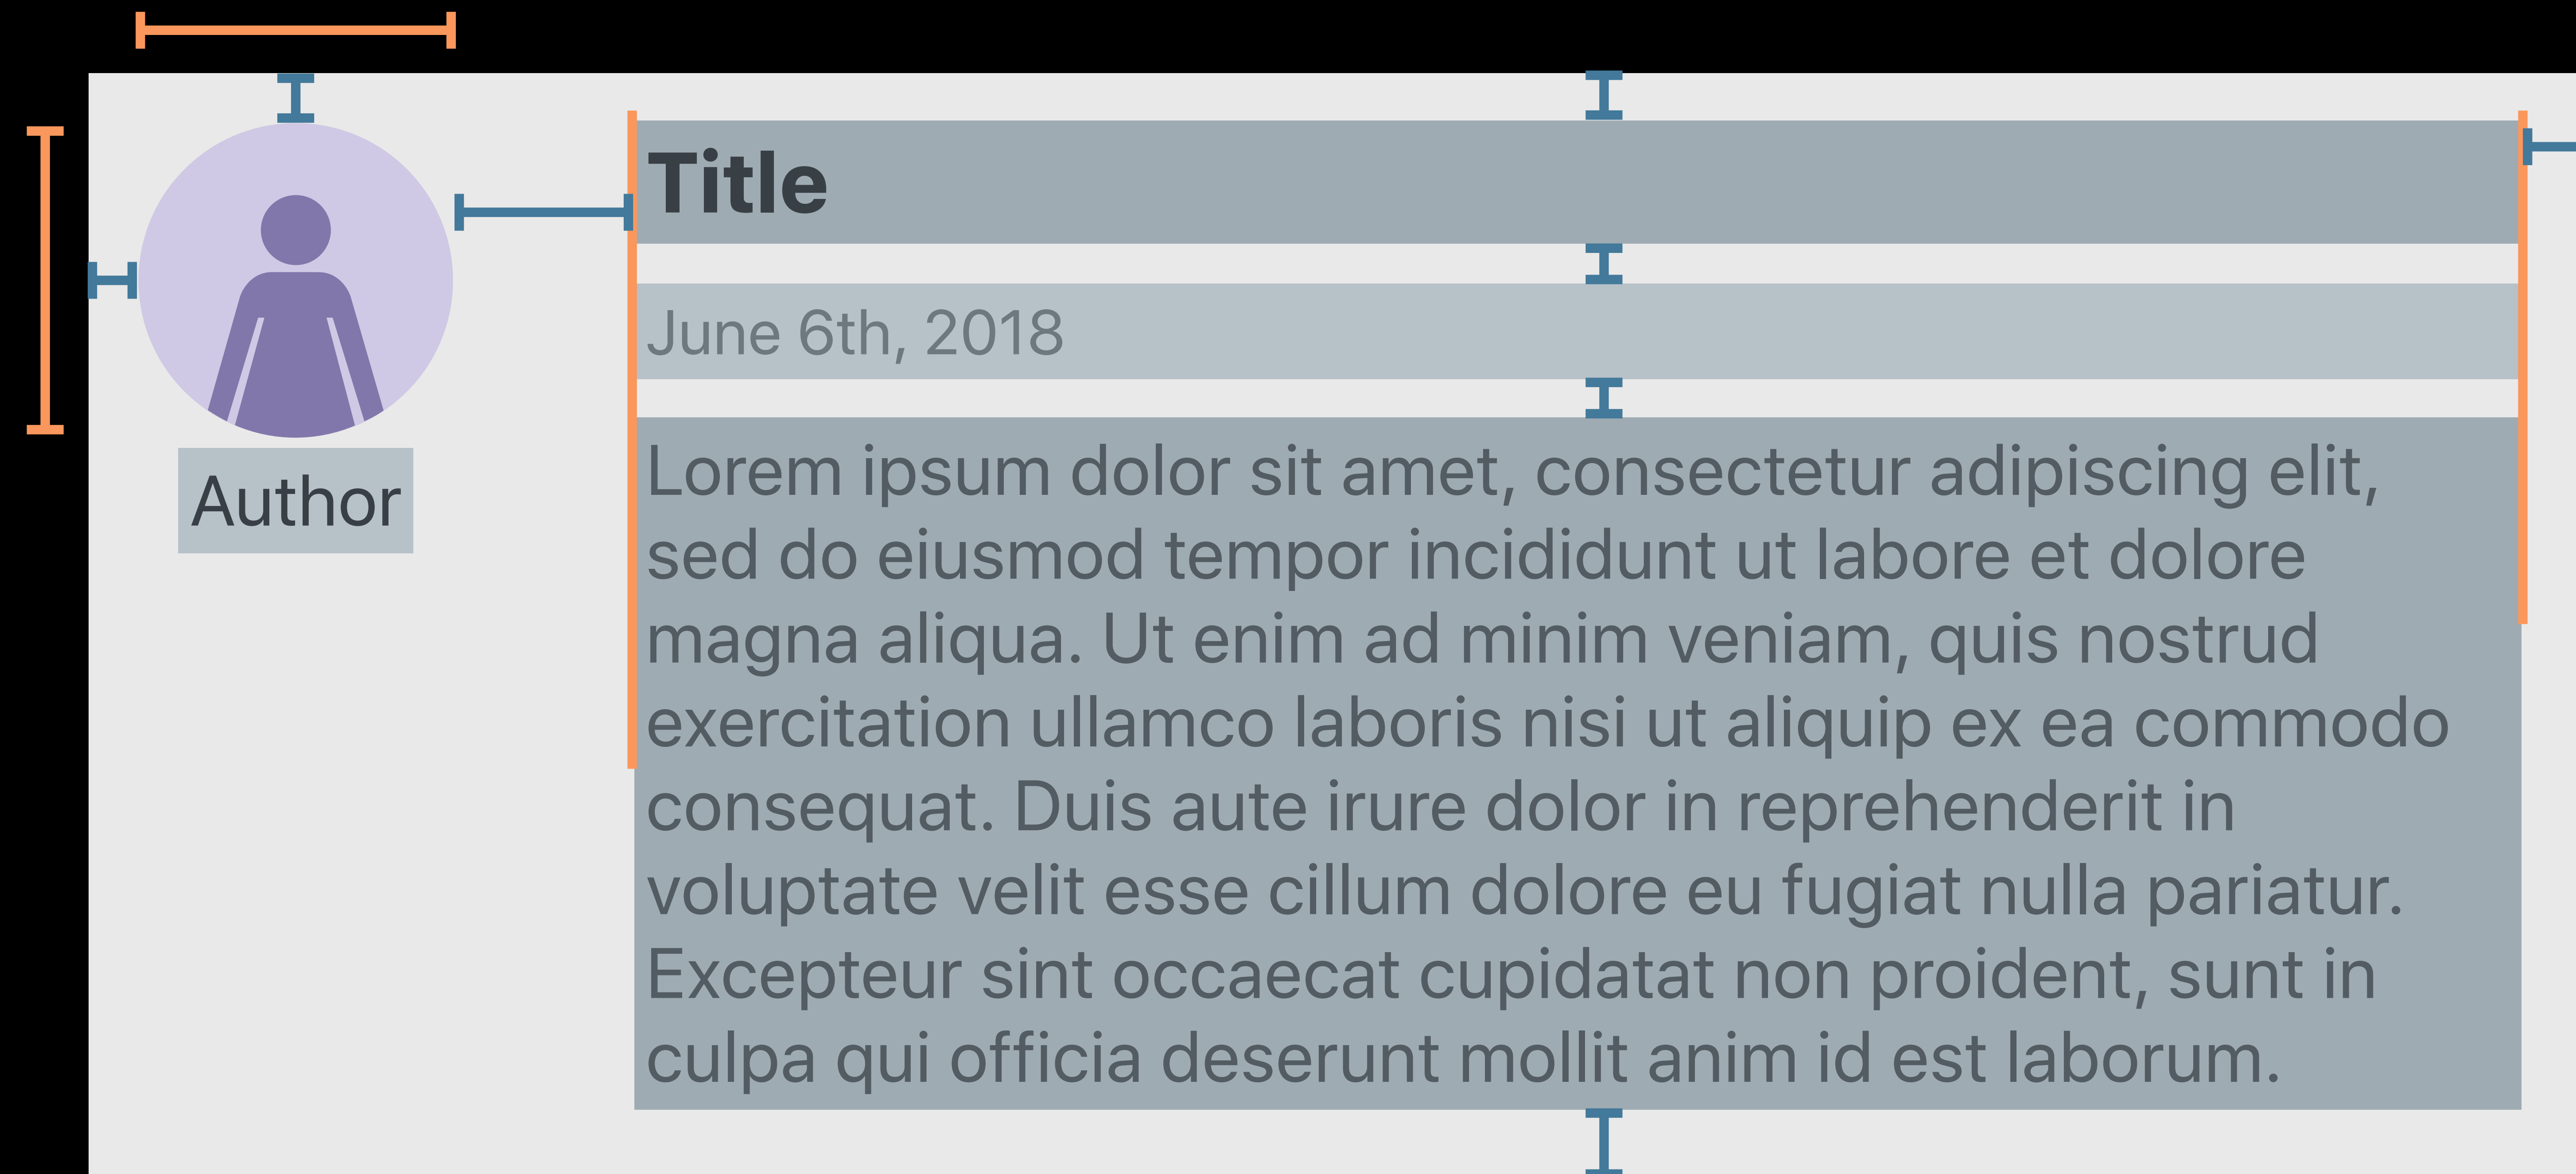 Title
June 6th, 2018
Author
Lorem ipsum dolor sit amet, consectetur adipiscing elit,
sed do eiusmod tempor incididunt ut labore et dolore
magna aliqua. Ut enim ad minim veniam, quis nostrud
exercitation ullamco laboris nisi ut aliquip ex ea commodo
consequat. Duis aute irure dolor in reprehenderit in
voluptate velit esse cillum dolore eu fugiat nulla pariatur.
Excepteur sint occaecat cupidatat non proident, sunt in
culpa qui officia deserunt mollit anim id est laborum.